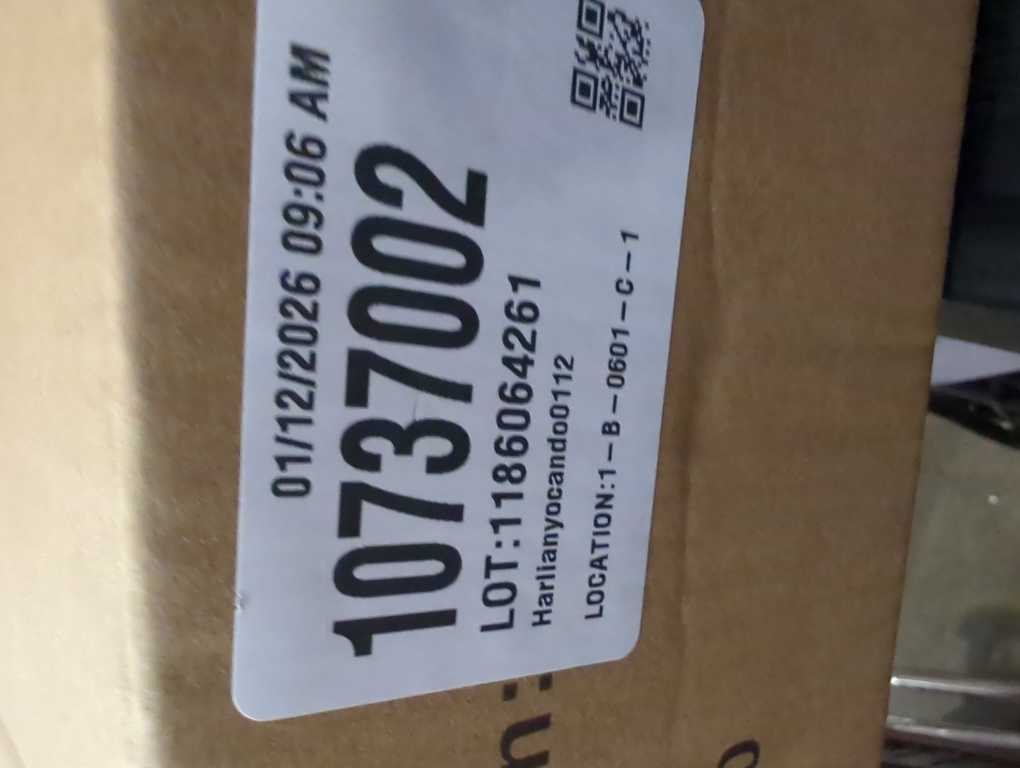 01/12/2026 09:06 AM
10737002
LOT:1186064261
Harlianyocando0112
LOCATION:1-B-0601-C-1
n: